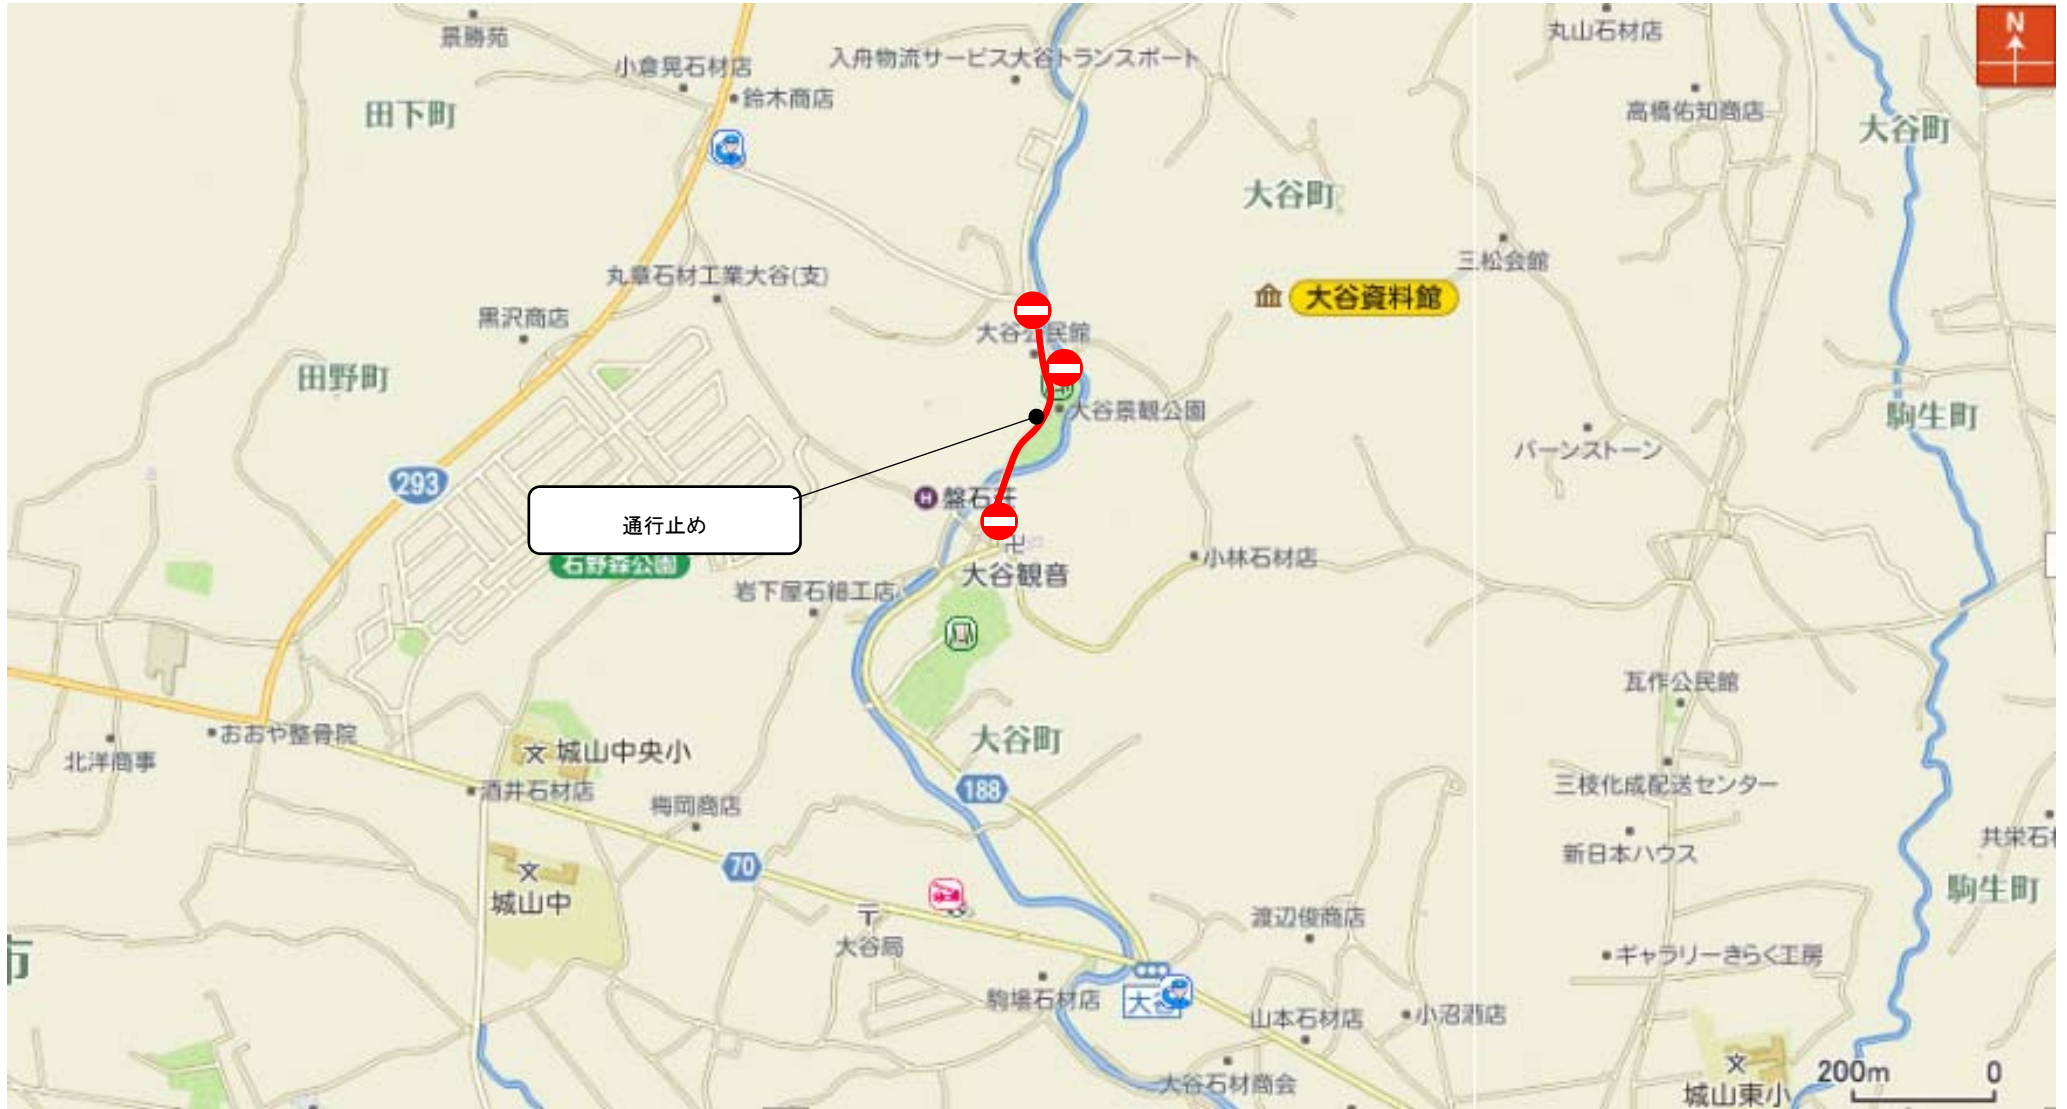 景勝苑
小倉晃石材店
鈴木商店
入舟物流サービス大谷トランスポート
丸山石材店
N
高橋佑知商店
田下町
大谷町
大谷町
丸章石材工業大谷(支)
三松会館
大谷資料館
黒沢商店
大谷公民館
田野町
大谷景観公園
駒生町
バーンストーン
293
盤石荘
通行止め
石野森公園
大谷観音
小林石材店
岩下屋石細工店
瓦作公民館
おおや整骨院
北洋商事
城山中央小
大谷町
188
酒井石材店
梅岡商店
三枝化成配送センター
共栄石
新日本ハウス
70
城山中
駒生町
渡辺俊商店
大谷局
ギャラリーきらく工房
市
駒場石材店
大谷
山本石材店
小沼酒店
大谷石材商会
城山東小
200m
0